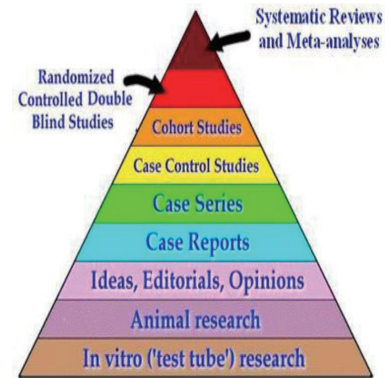 Systematic Reviews
and Meta-analyses
Randomized
Controlled Double
Blind Studies
Cohort Studies
Case Control Studies
Case Series
Case Reports
Ideas, Editorials, Opinions
Animal research
In vitro ('test tube') research